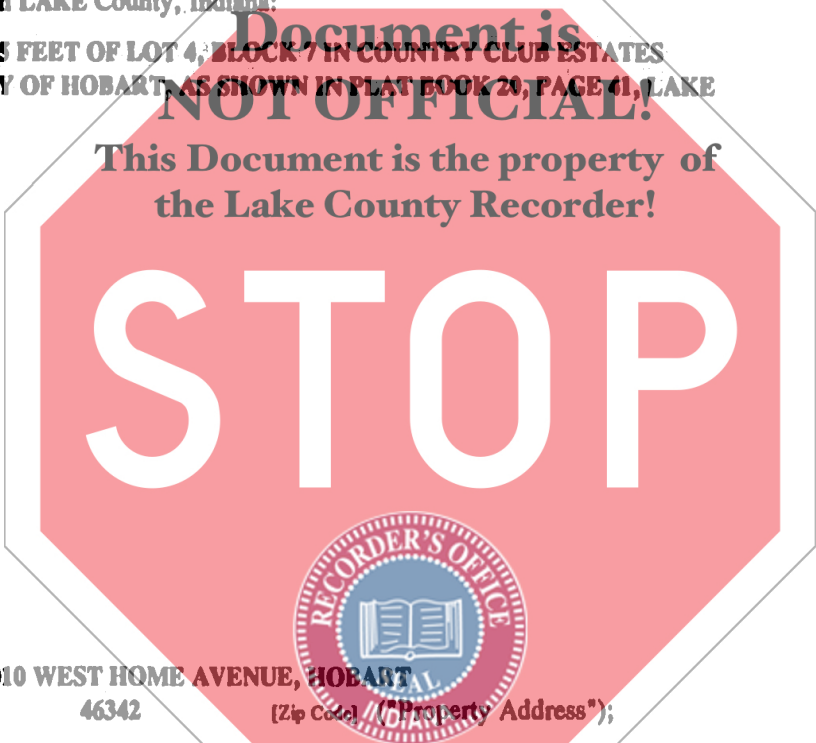 LAKE County, Indiana:
Document is
FEET OF LOT 4, BLOCK 7 IN COUNTRY CLUB ESTATES
OF HOBART, AS SHOWN IN PLAT BOOK 20, PAGE 41, LAKE
NOT OFFICIAL!
This Document is the property of
the Lake County Recorder!
STOP
RECORDER'S OFFICE
10 WEST HOME AVENUE, HOBART
SEAL
46342 [Zip Code] ("Property Address");
INDIANA